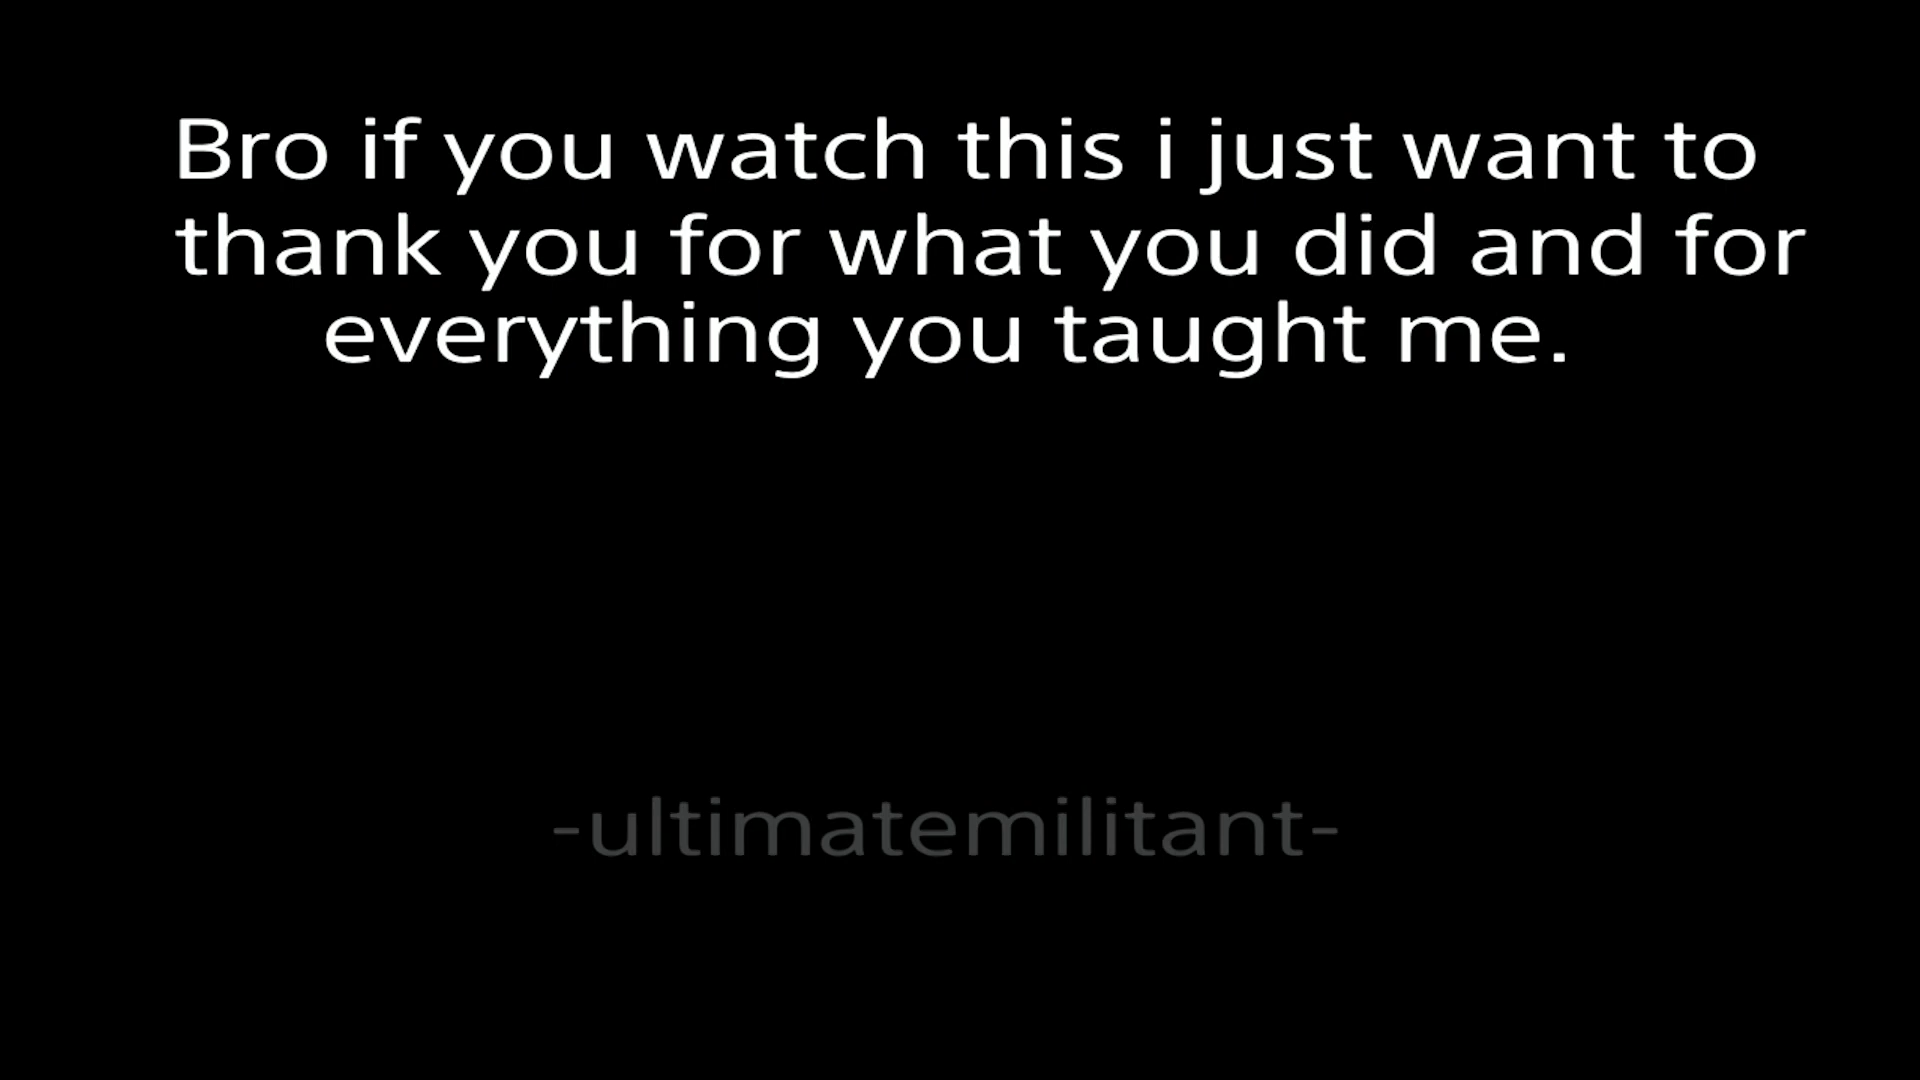 Bro if you watch this i just want to
thank you for what you did and for
everything you taught me.
-ultimatemilitant-